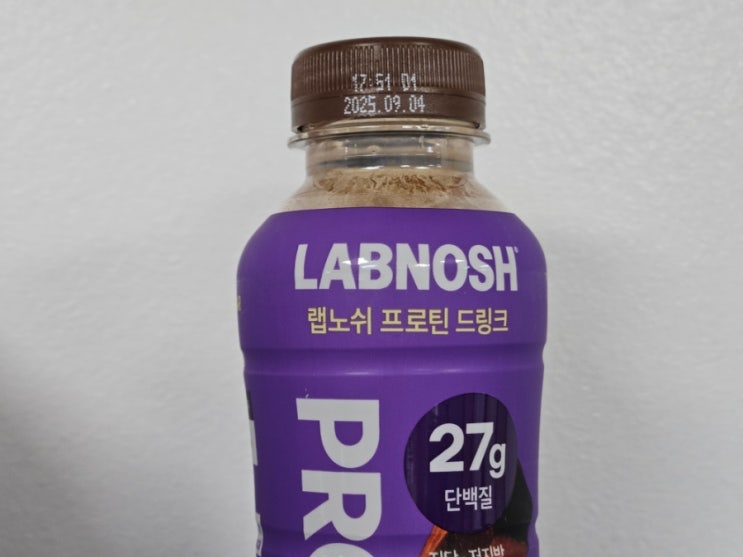 17:51 01
2025.09.04
LABNOSH
랩노쉬 프로틴 드링크
PRO
27g
단백질